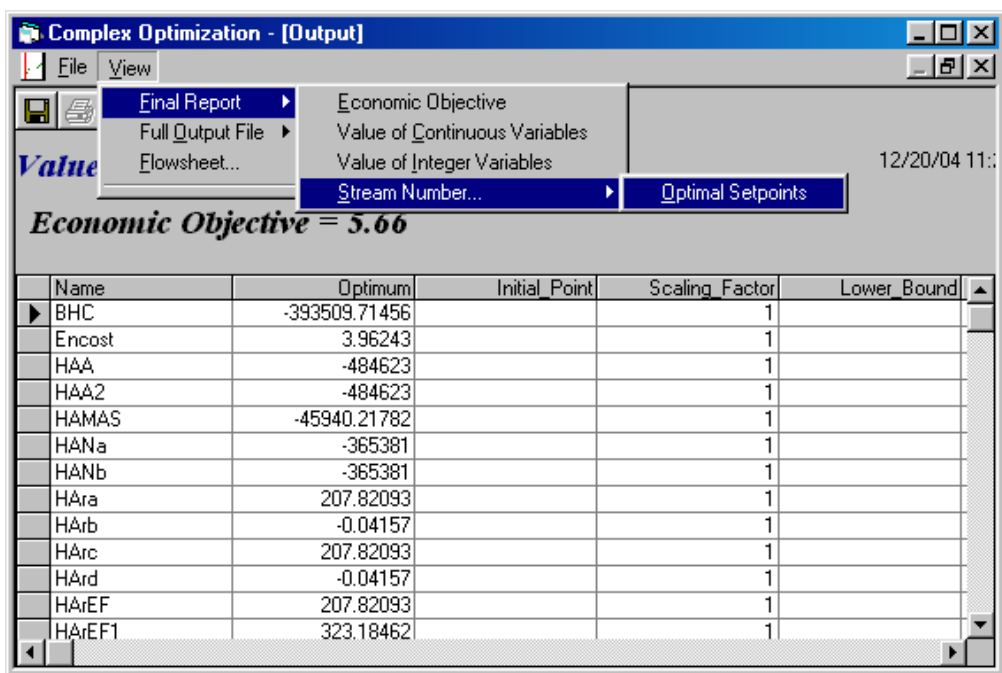 Complex Optimization - [Output]
File View
Final Report Economic Objective
Full Output File Value of Continuous Variables
Value Flowsheet... Value of Integer Variables 12/20/04 11:
Stream Number... Optimal Setpoints
Economic Objective = 5.66
Name Optimum Initial_Point Scaling_Factor Lower_Bound
BHC -393509.71456 1
Encost 3.96243 1
HAA -484623 1
HAA2 -484623 1
HAMAS -45940.21782 1
HANa -365381 1
HANb -365381 1
HAra 207.82093 1
HArb -0.04157 1
HArc 207.82093 1
HArd -0.04157 1
HArEF 207.82093 1
HArEF1 323.18462 1